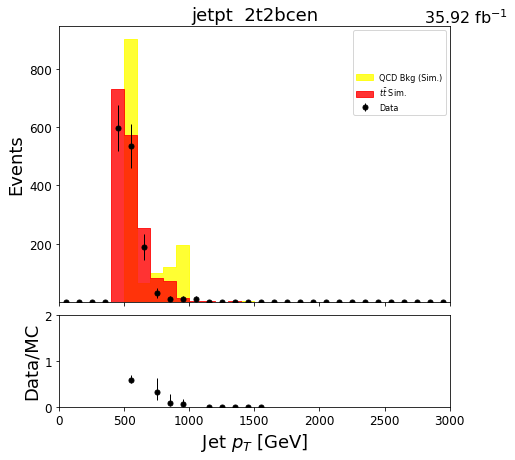 jetpt  2t2bcen
35.92 fb⁻¹
QCD Bkg (Sim.)
tt̄ Sim.
Data
Events
800
600
400
200
Data/MC
2
1
0
0 500 1000 1500 2000 2500 3000
Jet p_T [GeV]